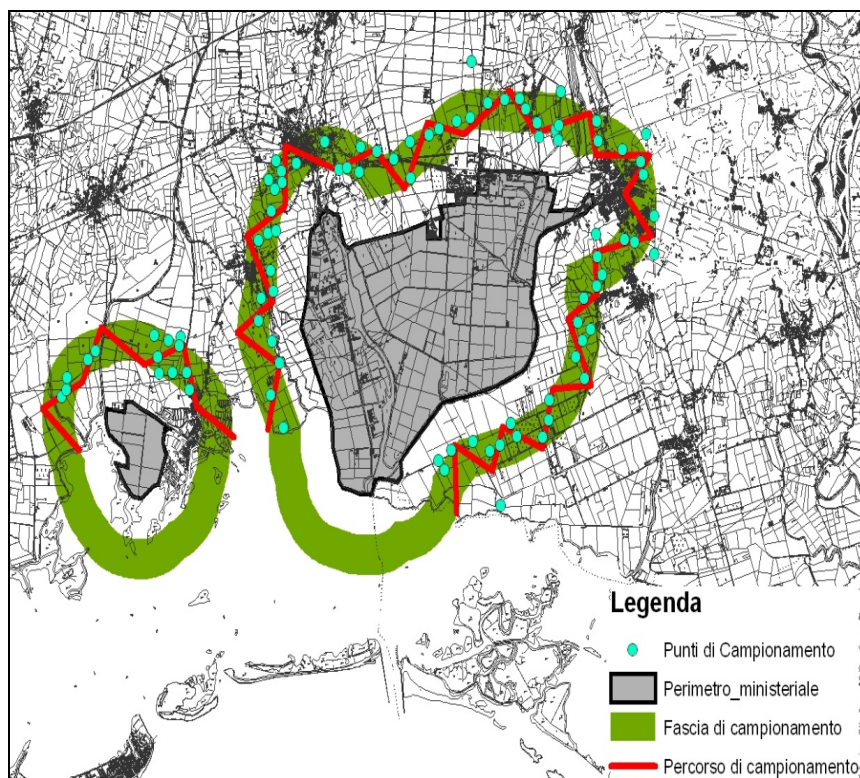 Legenda
Punti di Campionamento
Perimetro_ministeriale
Fascia di campionamento
Percorso di campionamento